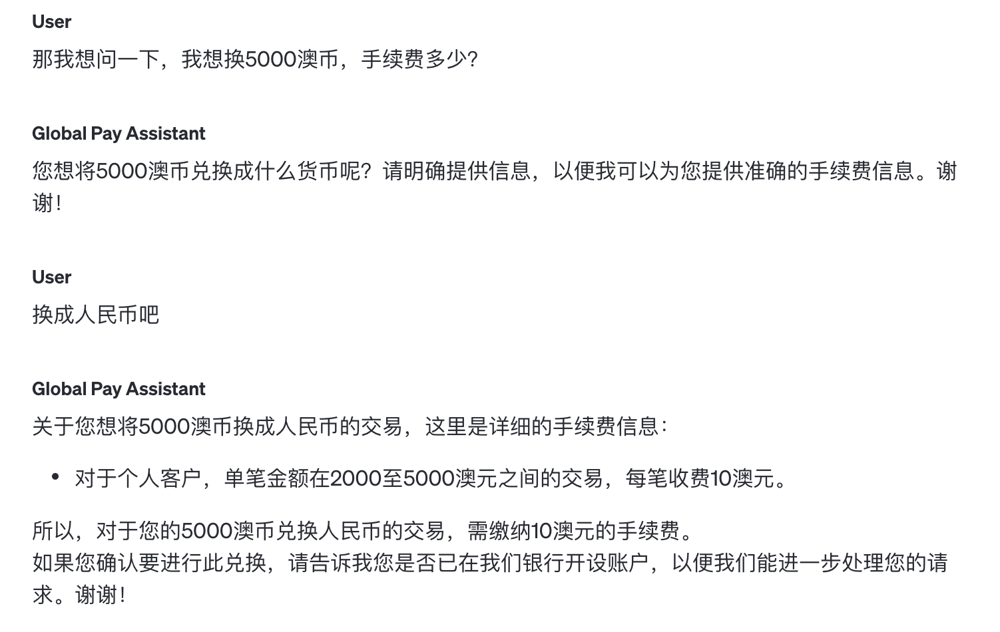 User
那我想问一下，我想换5000澳币，手续费多少？
Global Pay Assistant
您想将5000澳币兑换成什么货币呢？请明确提供信息，以便我可以为您提供准确的手续费信息。谢
谢！
User
换成人民币吧
Global Pay Assistant
关于您想将5000澳币换成人民币的交易，这里是详细的手续费信息：
• 对于个人客户，单笔金额在2000至5000澳元之间的交易，每笔收费10澳元。
所以，对于您的5000澳币兑换人民币的交易，需缴纳10澳元的手续费。
如果您确认要进行此兑换，请告诉我您是否已在我们银行开设账户，以便我们能进一步处理您的请
求。谢谢！